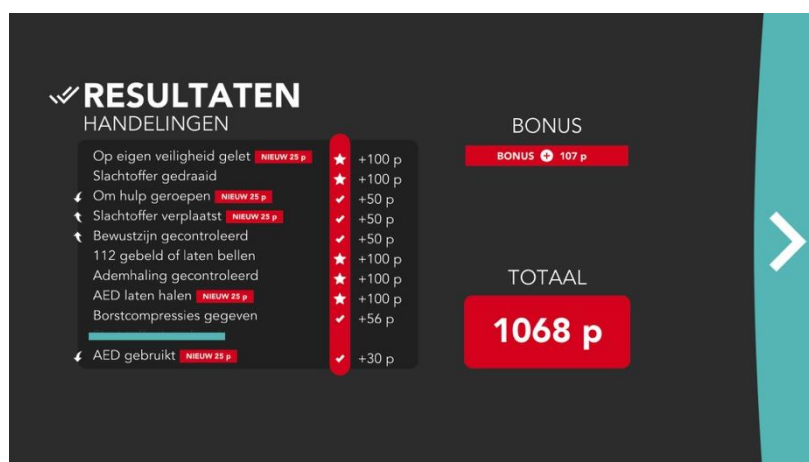 RESULTATEN
HANDELINGEN
Op eigen veiligheid gelet NIEUW 25 p +100 p
Slachtoffer gedraaid +100 p
Om hulp geroepen NIEUW 25 p +50 p
Slachtoffer verplaatst NIEUW 25 p +50 p
Bewustzijn gecontroleerd +50 p
112 gebeld of laten bellen +100 p
Ademhaling gecontroleerd +100 p
AED laten halen NIEUW 25 p +100 p
Borstcompressies gegeven +56 p
AED gebruikt NIEUW 25 p +30 p
BONUS
BONUS + 107 p
TOTAAL
1068 p